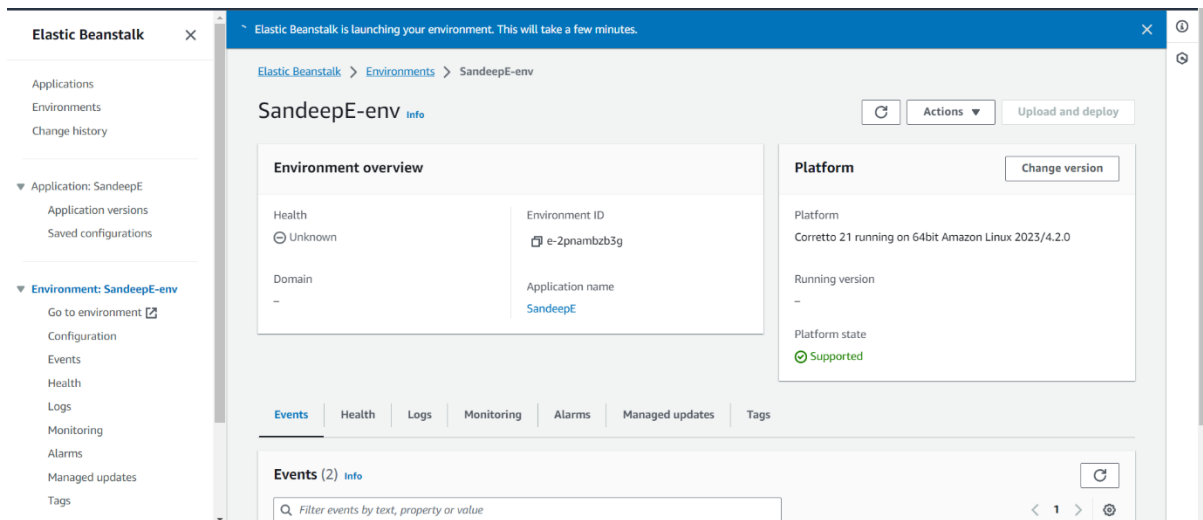 Elastic Beanstalk
Applications
Environments
Change history
Application: SandeepE
Application versions
Saved configurations
Environment: SandeepE-env
Go to environment
Configuration
Events
Health
Logs
Monitoring
Alarms
Managed updates
Tags
Elastic Beanstalk is launching your environment. This will take a few minutes.
Elastic Beanstalk > Environments > SandeepE-env
SandeepE-env Info
Actions Upload and deploy
Environment overview
Health
Unknown
Domain
–
Environment ID
e-2pnambzb3g
Application name
SandeepE
Platform Change version
Platform
Corretto 21 running on 64bit Amazon Linux 2023/4.2.0
Running version
–
Platform state
Supported
Events Health Logs Monitoring Alarms Managed updates Tags
Events (2) Info
Filter events by text, property or value
< 1 >